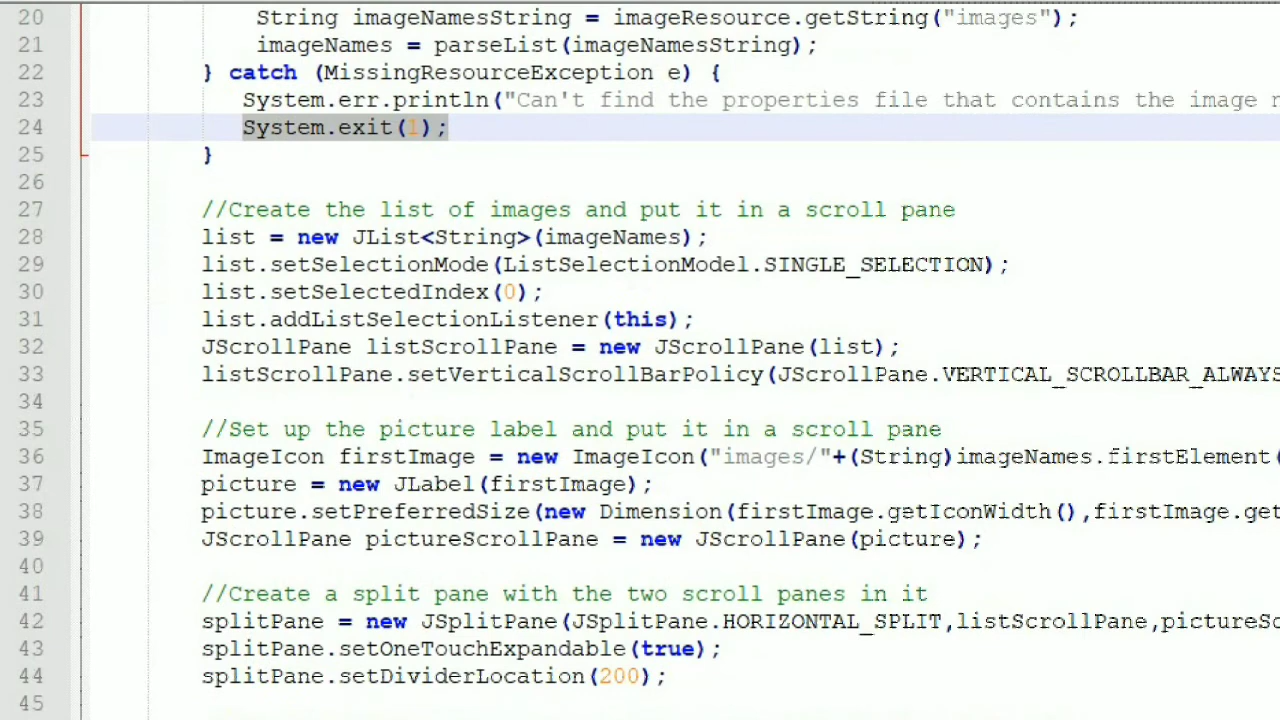 20 String imageNamesString = imageResource.getString("images");
21 imageNames = parseList(imageNamesString);
22 } catch (MissingResourceException e) {
23 System.err.println("Can't find the properties file that contains the image
24 System.exit(1);
25 }
26
27 //Create the list of images and put it in a scroll pane
28 list = new JList<String>(imageNames);
29 list.setSelectionMode(ListSelectionModel.SINGLE_SELECTION);
30 list.setSelectedIndex(0);
31 list.addListSelectionListener(this);
32 JScrollPane listScrollPane = new JScrollPane(list);
33 listScrollPane.setVerticalScrollBarPolicy(JScrollPane.VERTICAL_SCROLLBAR_ALWAYS
34
35 //Set up the picture label and put it in a scroll pane
36 ImageIcon firstImage = new ImageIcon("images/"+(String)imageNames.firstElement(
37 picture = new JLabel(firstImage);
38 picture.setPreferredSize(new Dimension(firstImage.getIconWidth(),firstImage.get
39 JScrollPane pictureScrollPane = new JScrollPane(picture);
40
41 //Create a split pane with the two scroll panes in it
42 splitPane = new JSplitPane(JSplitPane.HORIZONTAL_SPLIT,listScrollPane,pictureSc
43 splitPane.setOneTouchExpandable(true);
44 splitPane.setDividerLocation(200);
45